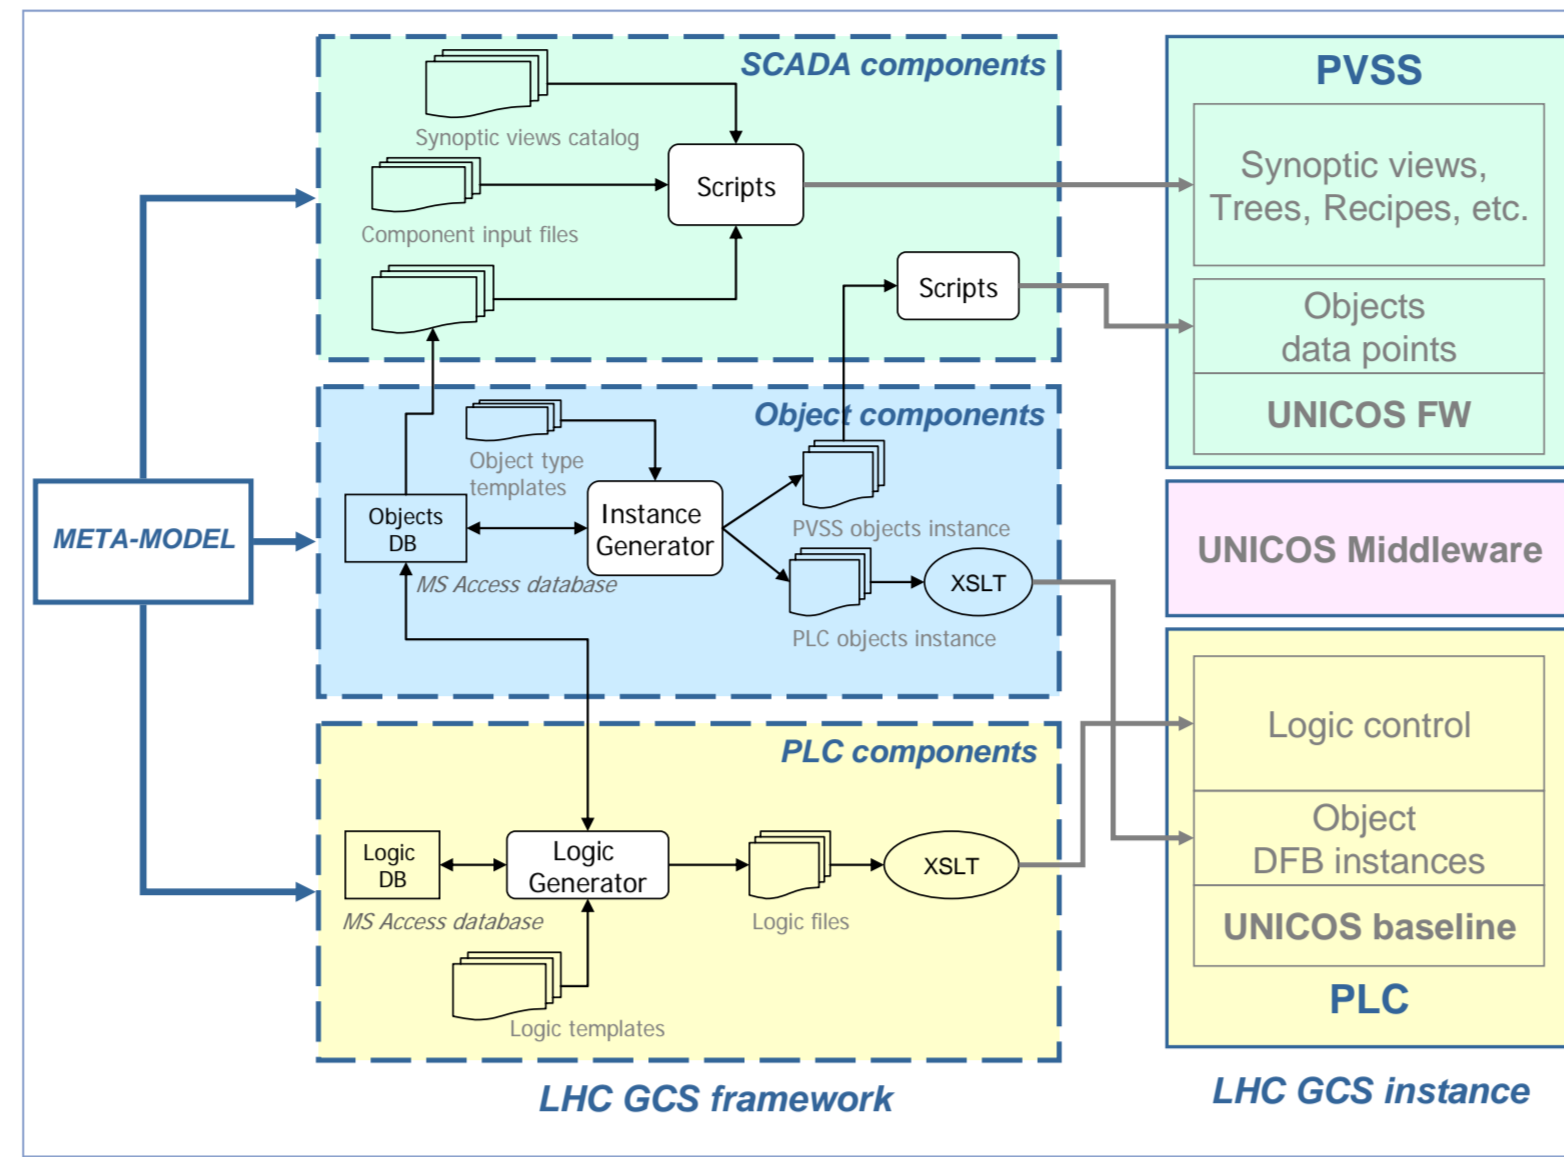 SCADA components
Synoptic views catalog
Scripts
Component input files
Scripts
PVSS
Synoptic views,
Trees, Recipes, etc.
Objects
data points
UNICOS FW
META-MODEL
Object components
Object type
templates
Objects
DB
MS Access database
Instance
Generator
PVSS objects instance
XSLT
PLC objects instance
UNICOS Middleware
PLC components
Logic
DB
MS Access database
Logic
Generator
Logic files
XSLT
Logic templates
Logic control
Object
DFB instances
UNICOS baseline
PLC
LHC GCS framework
LHC GCS instance